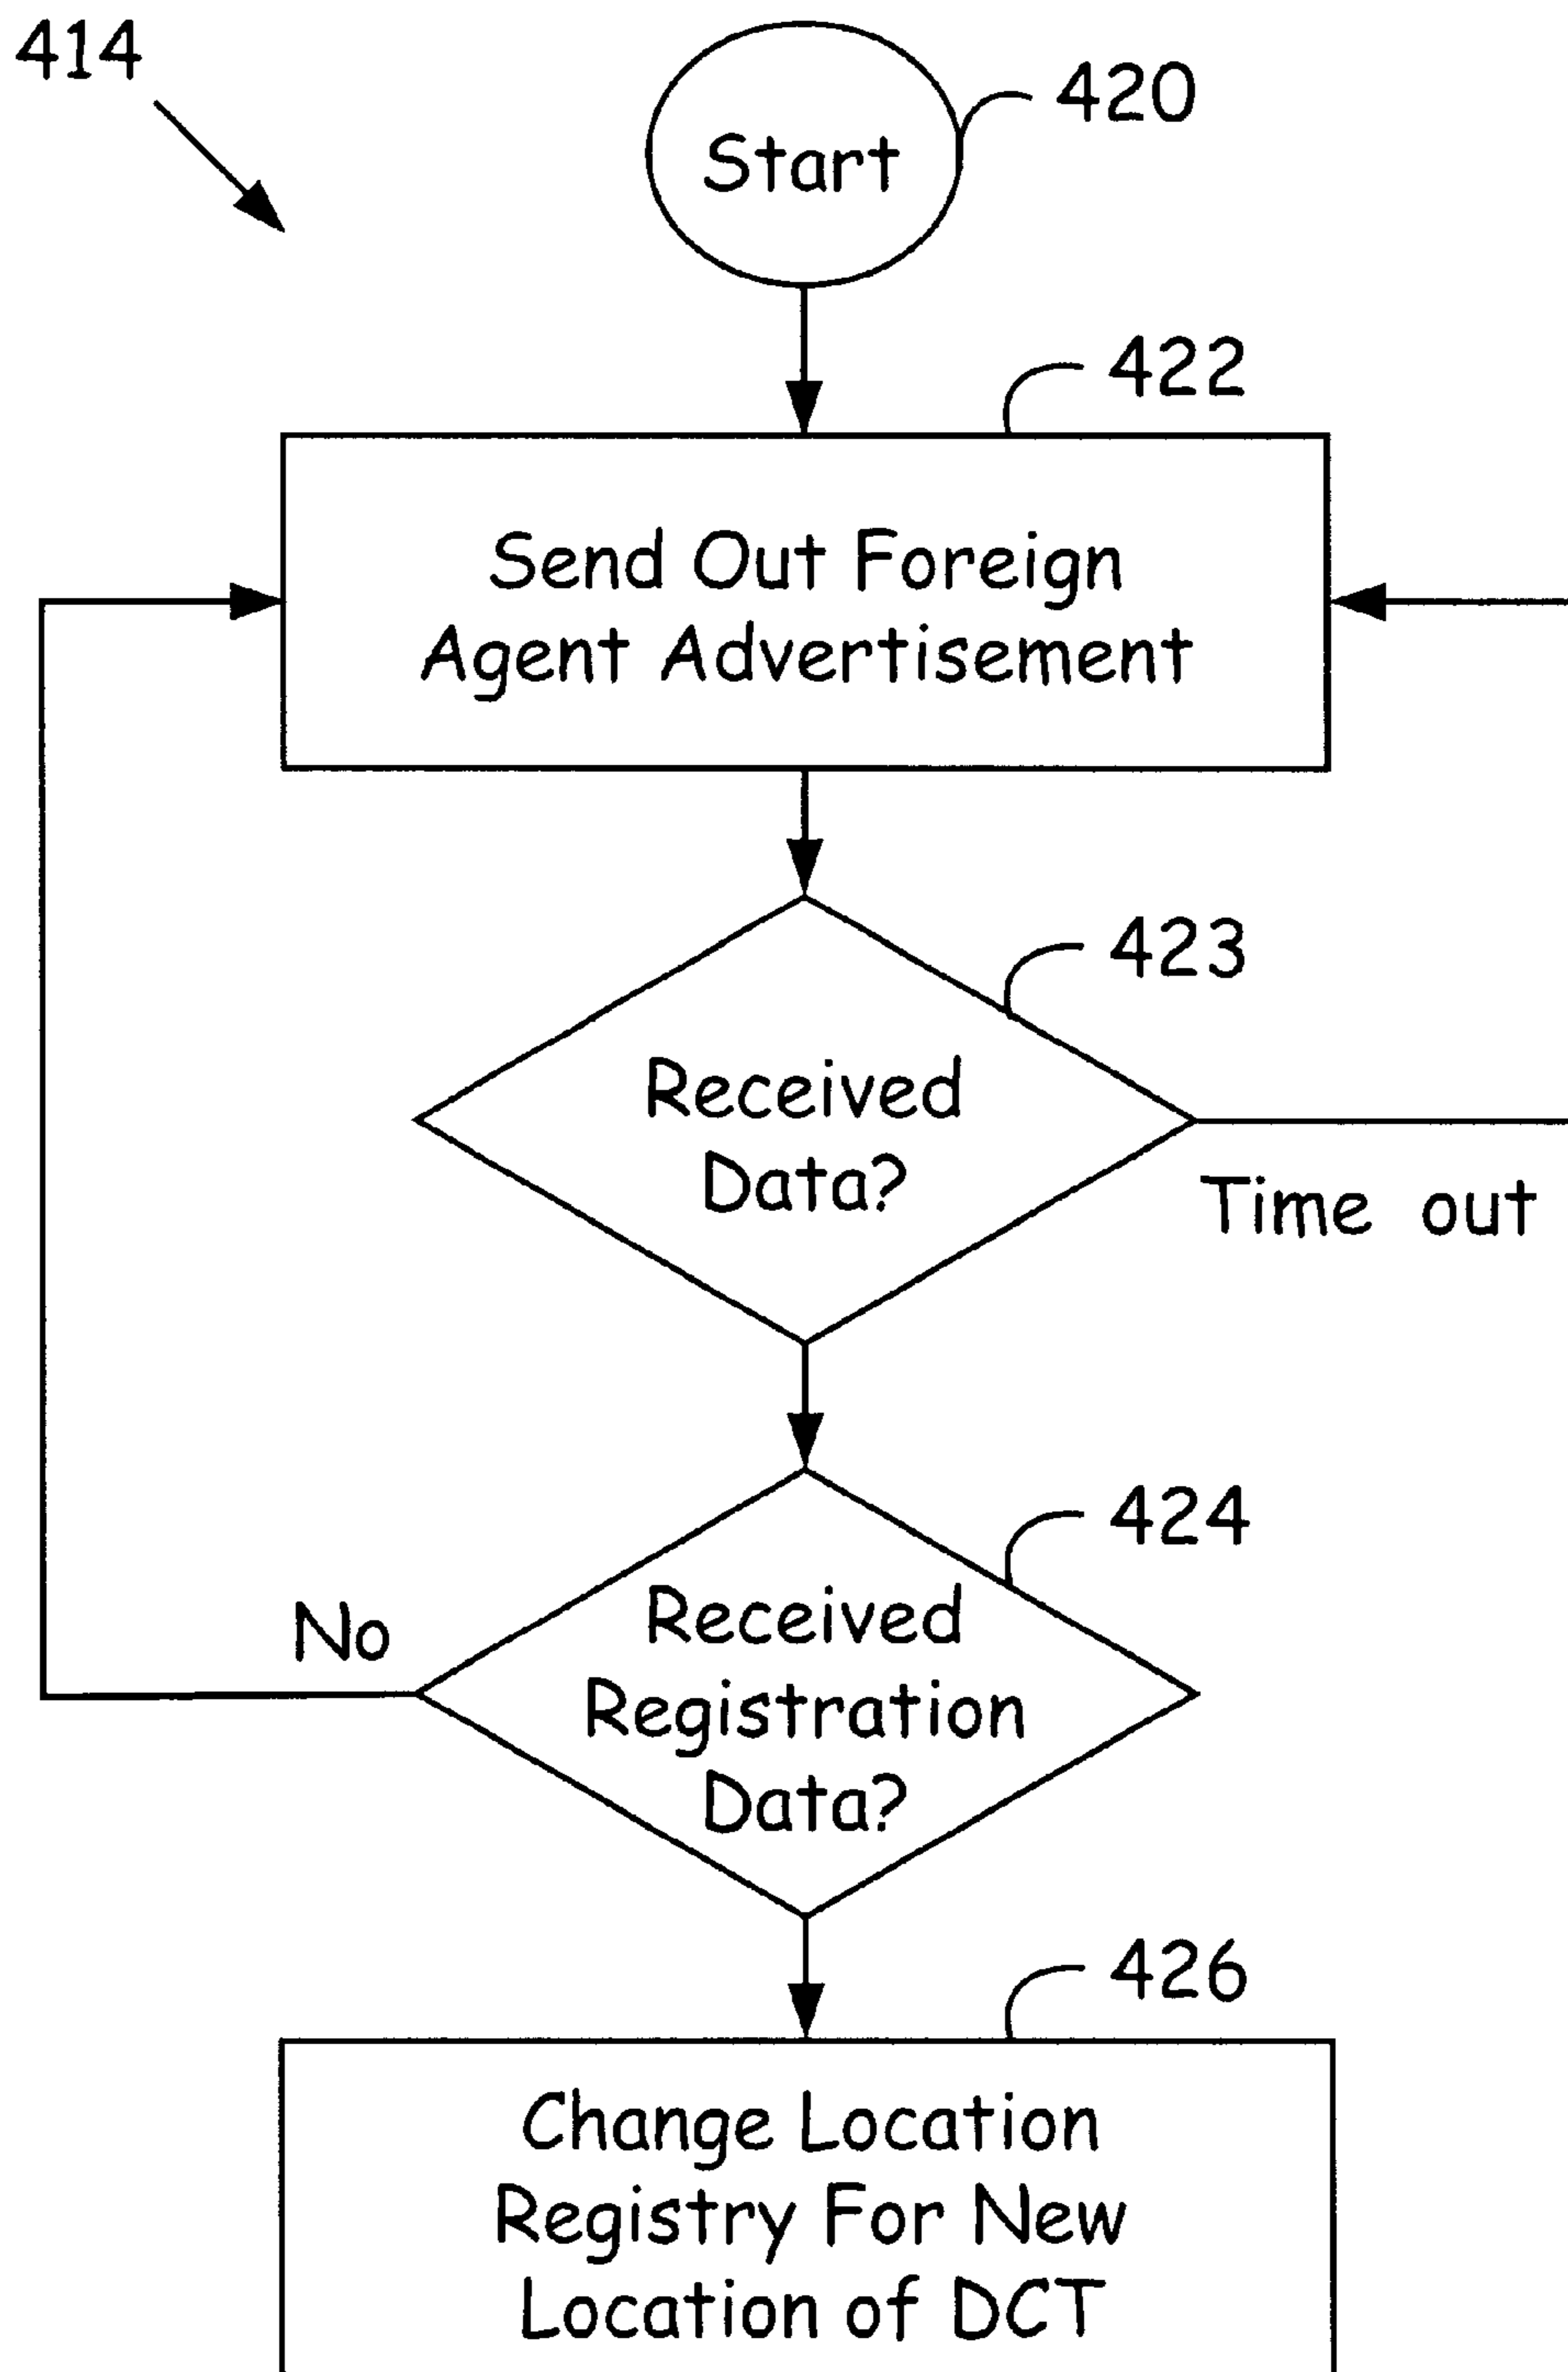 414
Start
420
422
Send Out Foreign
Agent Advertisement
423
Received
Data?
Time out
424
No
Received
Registration
Data?
426
Change Location
Registry For New
Location of DCT